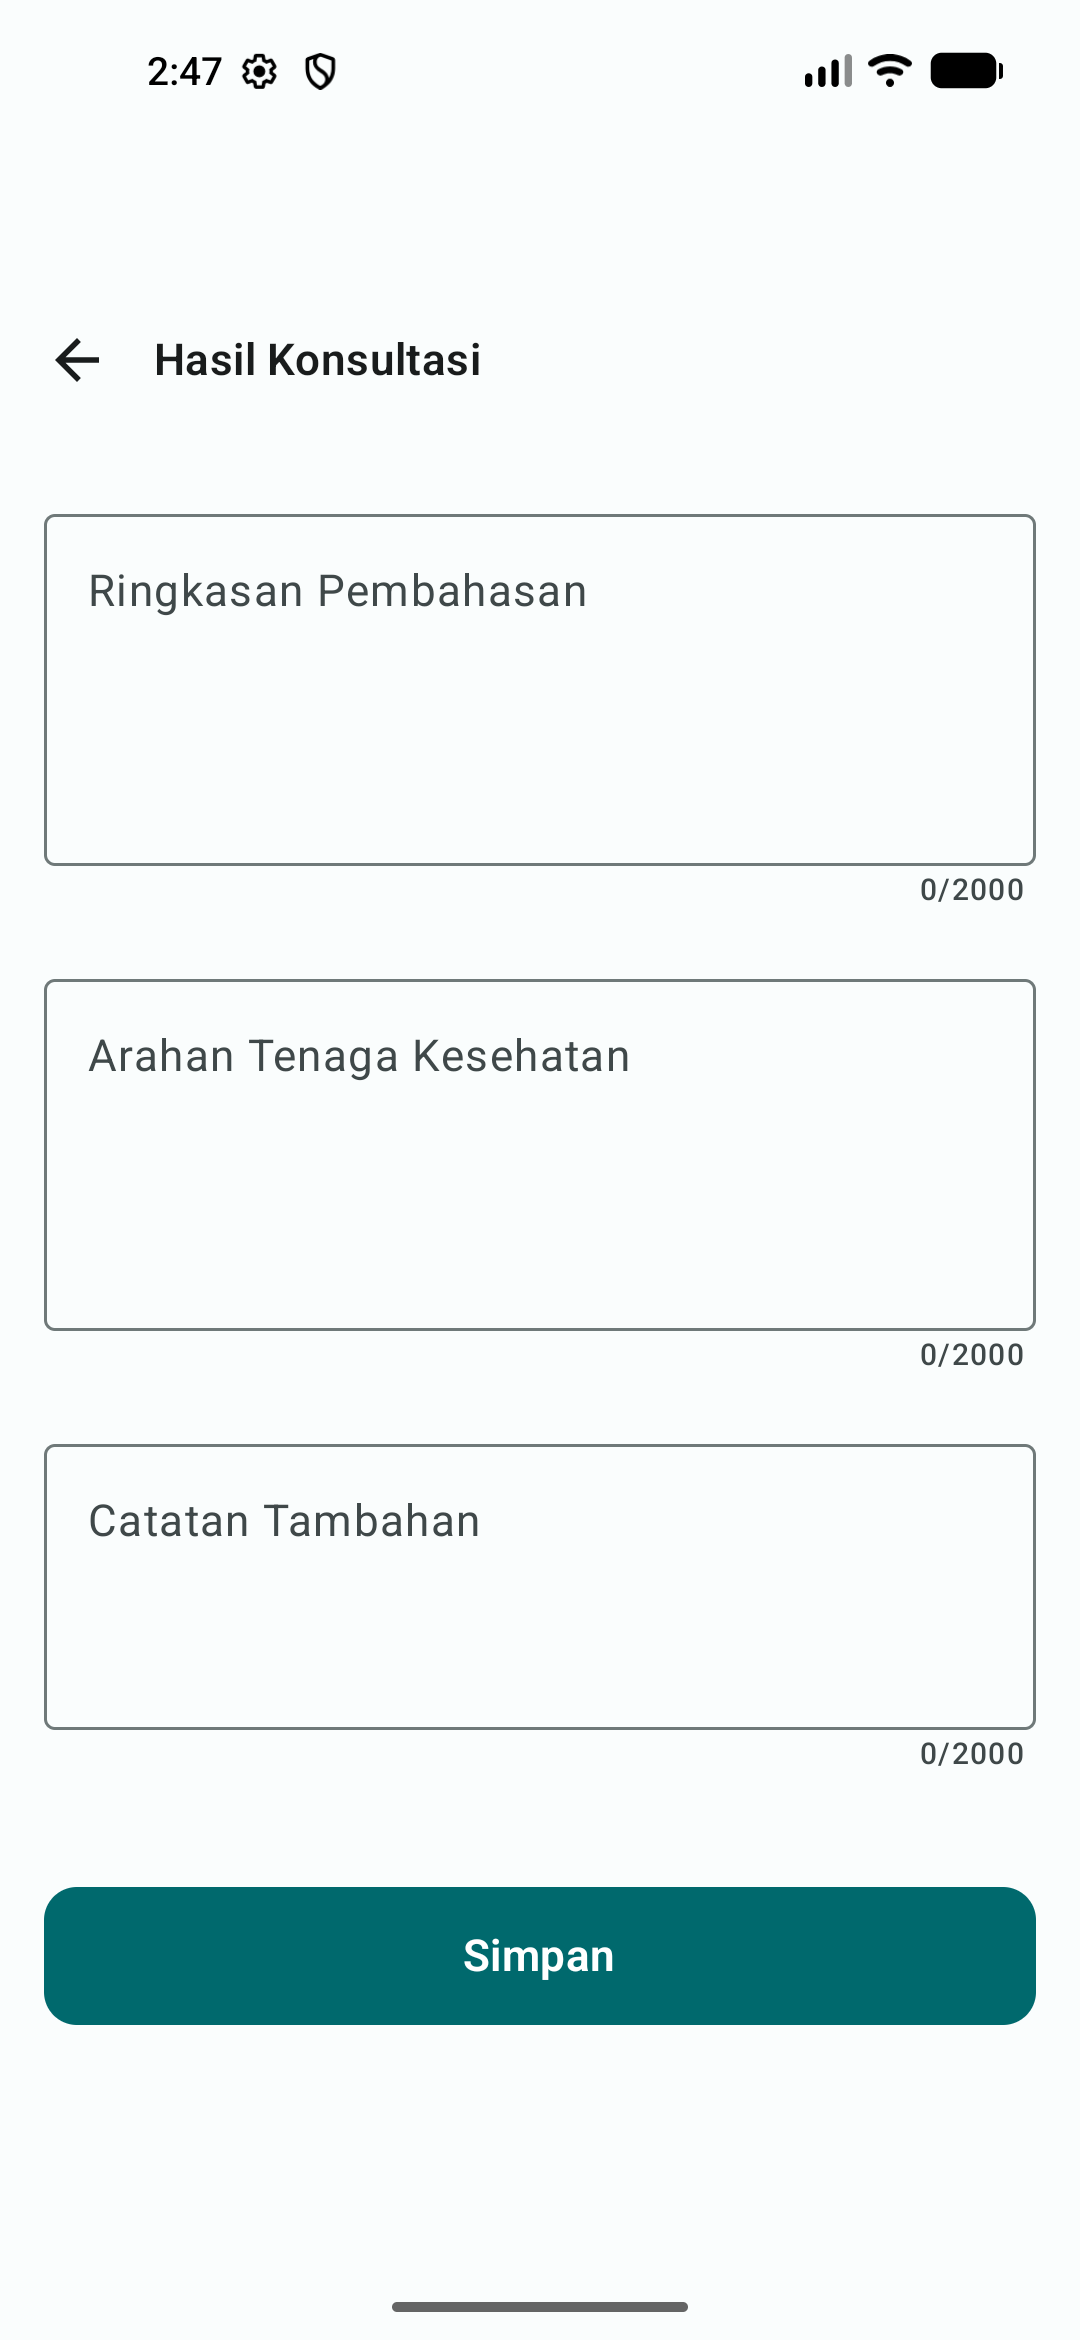 2:47
Hasil Konsultasi
Ringkasan Pembahasan
0/2000
Arahan Tenaga Kesehatan
0/2000
Catatan Tambahan
0/2000
Simpan